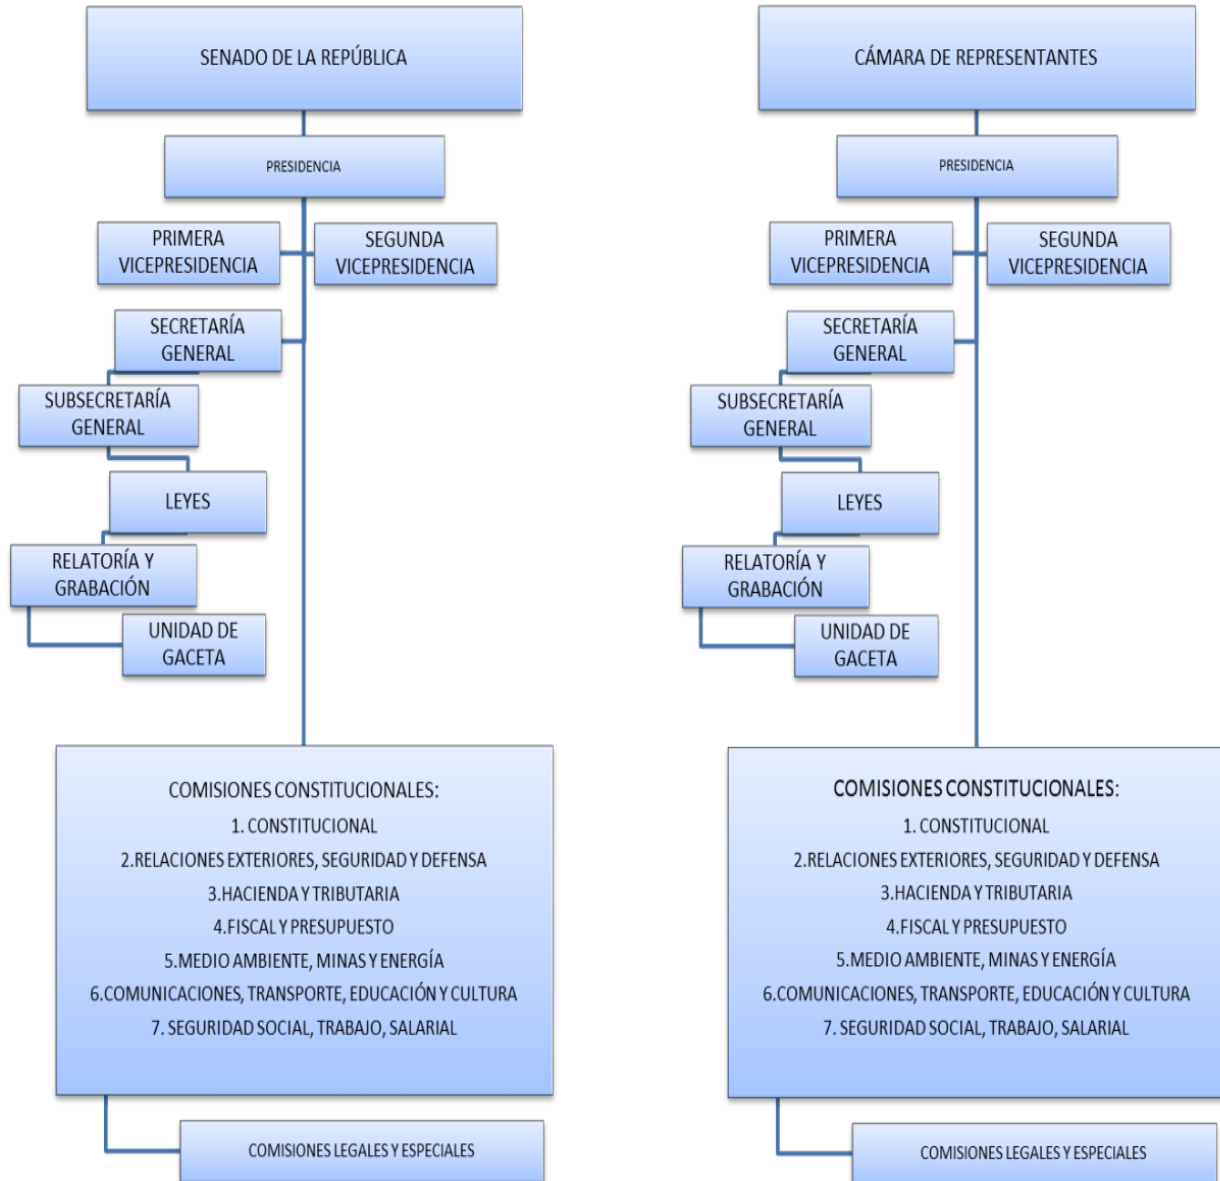 SENADO DE LA REPÚBLICA
PRESIDENCIA
PRIMERA
VICEPRESIDENCIA
SEGUNDA
VICEPRESIDENCIA
SECRETARÍA
GENERAL
SUBSECRETARÍA
GENERAL
LEYES
RELATORÍA Y
GRABACIÓN
UNIDAD DE
GACETA
COMISIONES CONSTITUCIONALES:
1. CONSTITUCIONAL
2.RELACIONES EXTERIORES, SEGURIDAD Y DEFENSA
3.HACIENDA Y TRIBUTARIA
4.FISCAL Y PRESUPUESTO
5.MEDIO AMBIENTE, MINAS Y ENERGÍA
6.COMUNICACIONES, TRANSPORTE, EDUCACIÓN Y CULTURA
7. SEGURIDAD SOCIAL, TRABAJO, SALARIAL
COMISIONES LEGALES Y ESPECIALES
CÁMARA DE REPRESENTANTES
PRESIDENCIA
PRIMERA
VICEPRESIDENCIA
SEGUNDA
VICEPRESIDENCIA
SECRETARÍA
GENERAL
SUBSECRETARÍA
GENERAL
LEYES
RELATORÍA Y
GRABACIÓN
UNIDAD DE
GACETA
COMISIONES CONSTITUCIONALES:
1. CONSTITUCIONAL
2.RELACIONES EXTERIORES, SEGURIDAD Y DEFENSA
3.HACIENDA Y TRIBUTARIA
4.FISCAL Y PRESUPUESTO
5.MEDIO AMBIENTE, MINAS Y ENERGÍA
6.COMUNICACIONES, TRANSPORTE, EDUCACIÓN Y CULTURA
7. SEGURIDAD SOCIAL, TRABAJO, SALARIAL
COMISIONES LEGALES Y ESPECIALES